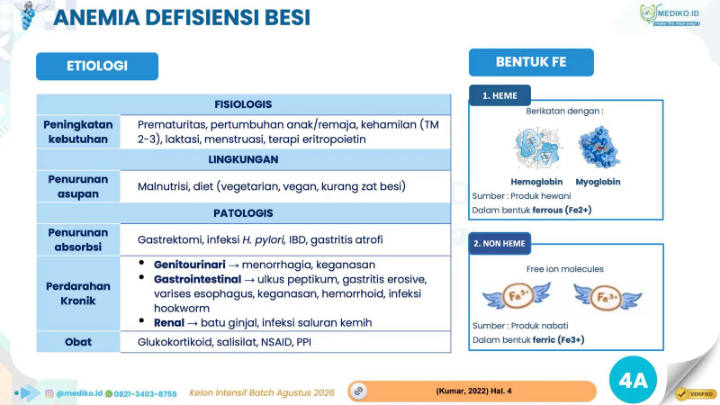 ANEMIA DEFISIENSI BESI
MEDIKO.ID
ETIOLOGI
FISIOLOGIS
Peningkatan
kebutuhan
Prematuritas, pertumbuhan anak/remaja, kehamilan (TM
2-3), laktasi, menstruasi, terapi eritropoietin
LINGKUNGAN
Penurunan
asupan
Malnutrisi, diet (vegetarian, vegan, kurang zat besi)
PATOLOGIS
Penurunan
absorbsi
Gastrektomi, infeksi H. pylori, IBD, gastritis atrofi
Perdarahan
Kronik
• Genitourinari → menorrhagia, keganasan
• Gastrointestinal → ulkus peptikum, gastritis erosive,
varises esophagus, keganasan, hemorrhoid, infeksi
hookworm
• Renal → batu ginjal, infeksi saluran kemih
Obat
Glukokortikoid, salisilat, NSAID, PPI
BENTUK FE
1. HEME
Berikatan dengan :
Hemoglobin
Myoglobin
Sumber : Produk hewani
Dalam bentuk ferrous (Fe2+)
2. NON HEME
Free ion molecules
Fe3+
Fe3+
Sumber : Produk nabati
Dalam bentuk ferric (Fe3+)
@mediko.id
0821-3403-8758
Kelon Intensif Batch Agustus 2026
(Kumar, 2022) Hal. 4
4A
VERIFIED